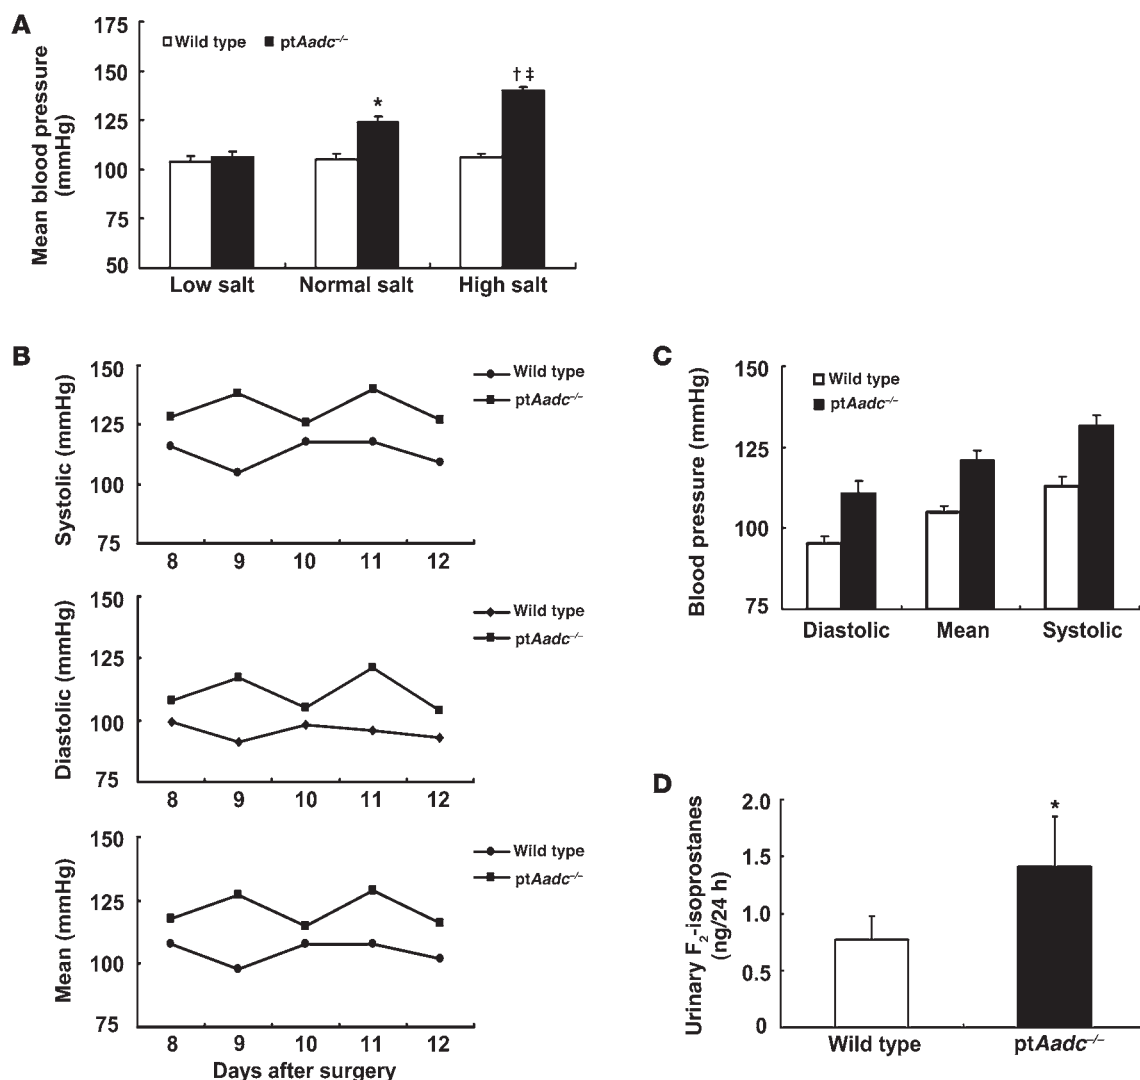 A
175
150
125
100
75
50
Mean blood pressure
(mmHg)
Wild type
ptAadc–/–
*
† ‡
Low salt
Normal salt
High salt
B
150
125
100
75
Systolic (mmHg)
Wild type
ptAadc–/–
8 9 10 11 12
150
125
100
75
Diastolic (mmHg)
Wild type
ptAadc–/–
8 9 10 11 12
150
125
100
75
Mean (mmHg)
Wild type
ptAadc–/–
8 9 10 11 12
Days after surgery
C
150
125
100
75
Blood pressure (mmHg)
Wild type
ptAadc–/–
Diastolic
Mean
Systolic
D
2.0
1.5
1.0
0.5
0
Urinary F2-isoprostanes
(ng/24 h)
*
Wild type
ptAadc–/–